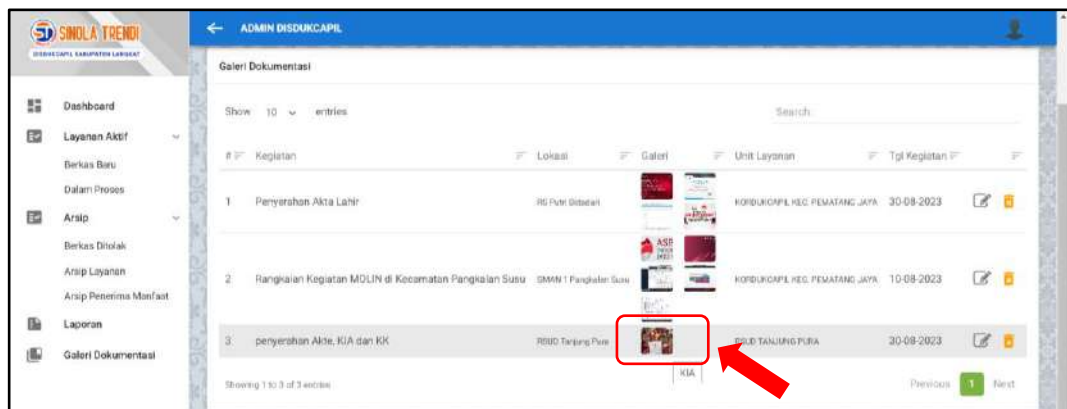 SINOLA TRENDI
DISDUKCAPIL KABUPATEN LANGKAT
ADMIN DISDUKCAPIL
Galeri Dokumentasi
Dashboard
Layanan Aktif
Berkas Baru
Dalam Proses
Arsip
Berkas Ditolak
Arsip Layanan
Arsip Penerima Manfaat
Laporan
Galeri Dokumentasi
Show 10 entries
Search
# Kegiatan Lokasi Galeri Unit Layanan Tgl Kegiatan
1 Penyerahan Akta Lahir RS Putri Bidadari KORDUKCAPIL KEC. PEMATANG JAYA 30-08-2023
2 Rangkaian Kegiatan MOLIN di Kecamatan Pangkalan Susu SMAN 1 Pangkalan Susu KORDUKCAPIL KEC. PEMATANG JAYA 10-08-2023
3 penyerahan Akte, KIA dan KK RSUD Tanjung Pura RSUD TANJUNG PURA 30-08-2023
KIA
Showing 1 to 3 of 3 entries
Previous 1 Next